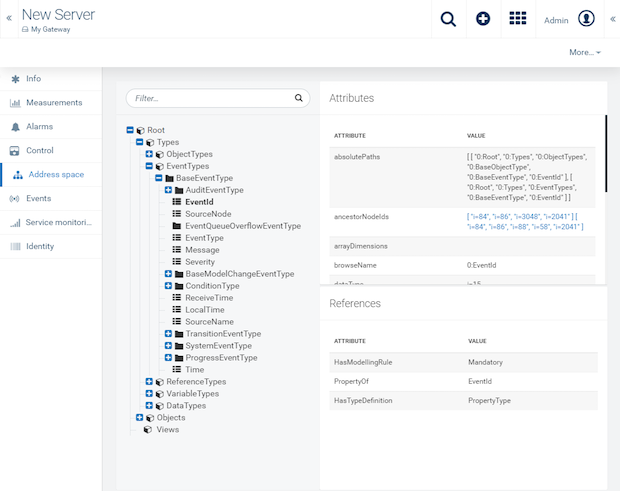 New Server
My Gateway
Admin
More...
Info
Measurements
Alarms
Control
Address space
Events
Service monitori...
Identity
Filter...
Root
Types
ObjectTypes
EventTypes
BaseEventType
AuditEventType
EventId
SourceNode
EventQueueOverflowEventType
EventType
Message
Severity
BaseModelChangeEventType
ConditionType
ReceiveTime
LocalTime
SourceName
TransitionEventType
SystemEventType
ProgressEventType
Time
ReferenceTypes
VariableTypes
DataTypes
Objects
Views
Attributes
ATTRIBUTE VALUE
absolutePaths [ [ "0:Root", "0:Types", "0:ObjectTypes",
"0:BaseObjectType",
"0:BaseEventType", "0:EventId" ], [
"0:Root", "0:Types", "0:EventTypes",
"0:BaseEventType", "0:EventId" ] ]
ancestorNodeIds [ "i=84", "i=86", "i=3048", "i=2041" ] [
"i=84", "i=86", "i=88", "i=58", "i=2041" ]
arrayDimensions
browseName 0:EventId
dataType i=15
References
ATTRIBUTE VALUE
HasModellingRule Mandatory
PropertyOf EventId
HasTypeDefinition PropertyType